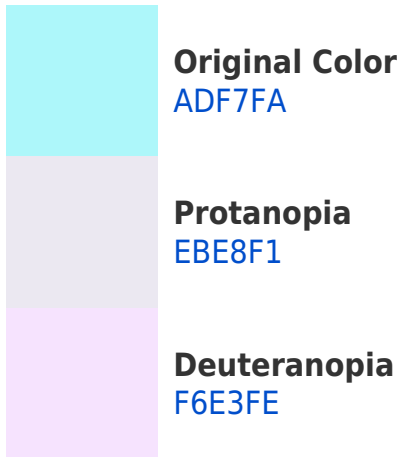 Original Color
ADF7FA
Protanopia
EBE8F1
Deuteranopia
F6E3FE